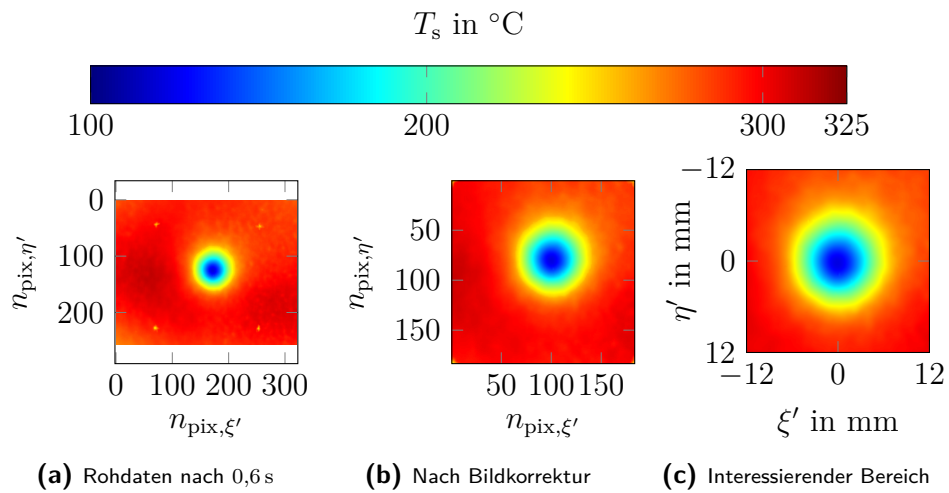 T_s in °C
100 200 300 325
0
100
200
n_pix,η′
0 100 200 300
n_pix,ξ′
50
100
150
n_pix,η′
50 100 150
n_pix,ξ′
−12
0
12
η′ in mm
−12 0 12
ξ′ in mm
(a) Rohdaten nach 0,6 s
(b) Nach Bildkorrektur
(c) Interessierender Bereich